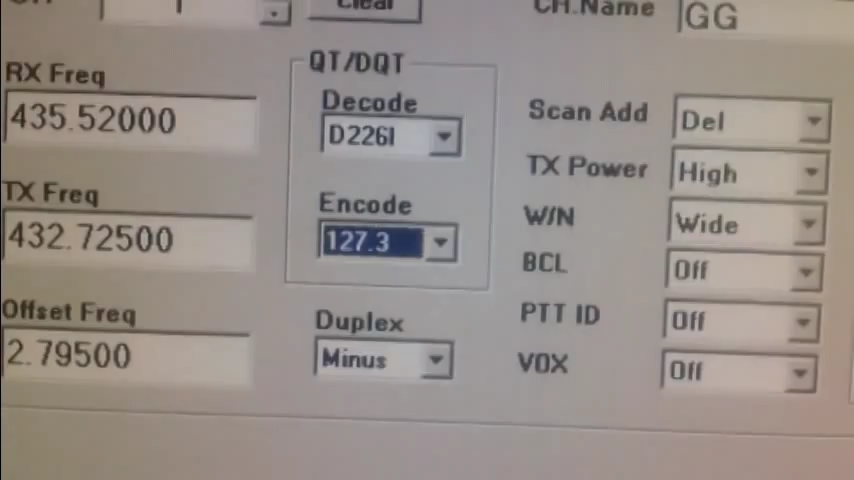 Clear
CH.Name
GG
RX Freq
435.52000
TX Freq
432.72500
Offset Freq
2.79500
QT/DQT
Decode
D226I
Encode
127.3
Duplex
Minus
Scan Add
Del
TX Power
High
W/N
Wide
BCL
Off
PTT ID
Off
VOX
Off